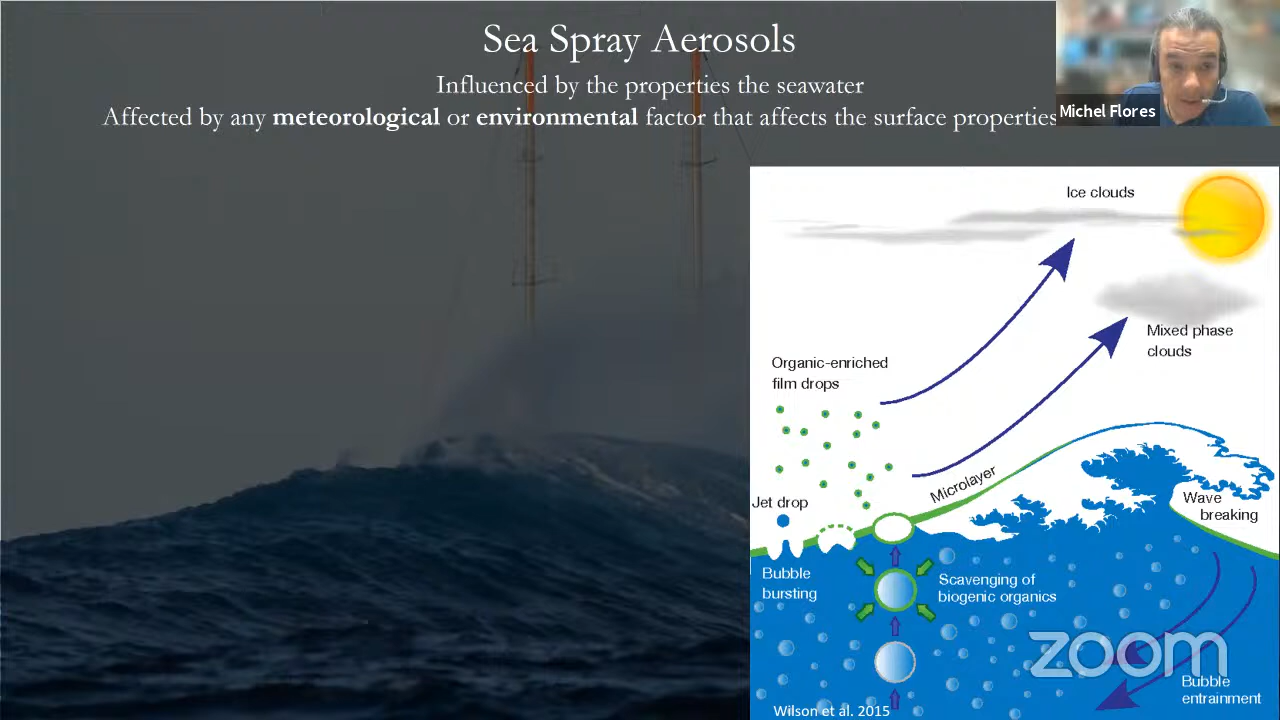 Sea Spray Aerosols
Influenced by the properties the seawater
Affected by any meteorological or environmental factor that affects the surface properties
Michel Flores
Ice clouds
Mixed phase
clouds
Organic-enriched
film drops
Microlayer
Jet drop
Wave
breaking
Bubble
bursting
Scavenging of
biogenic organics
zoom
Bubble
entrainment
Wilson et al. 2015